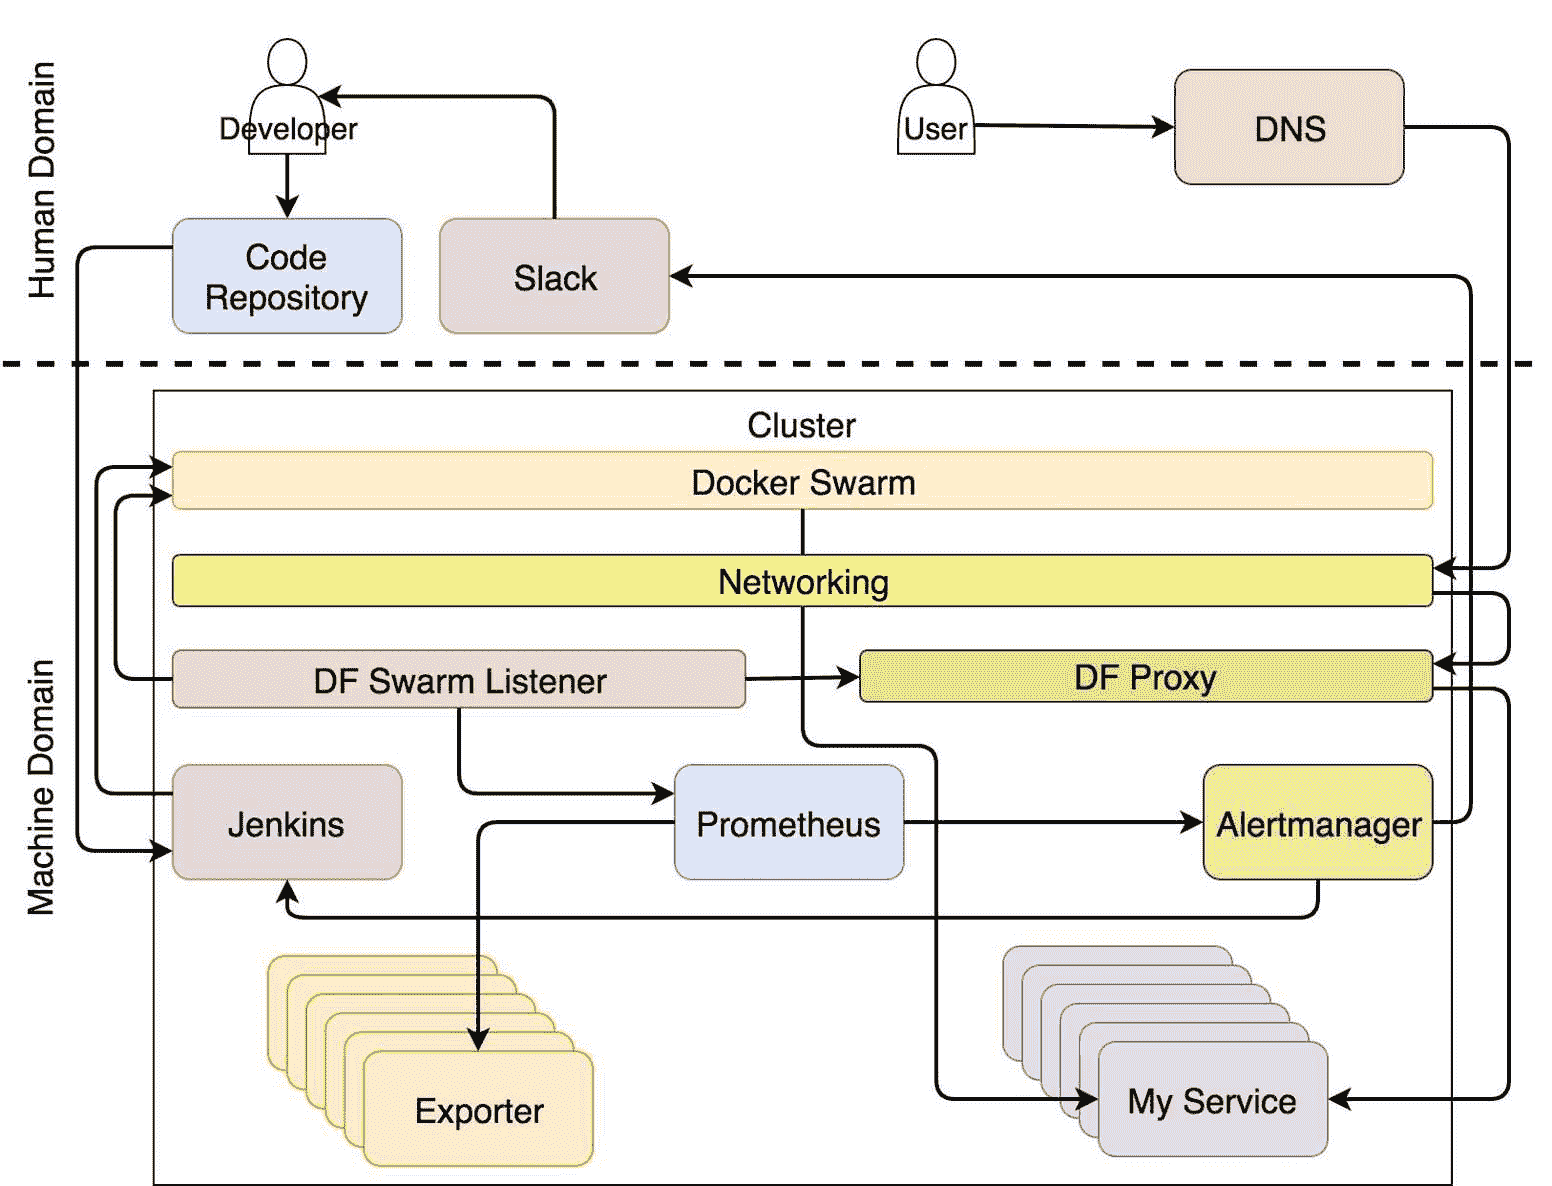 Human Domain
Developer
User
DNS
Code
Repository
Slack
Machine Domain
Cluster
Docker Swarm
Networking
DF Swarm Listener
DF Proxy
Jenkins
Prometheus
Alertmanager
Exporter
My Service